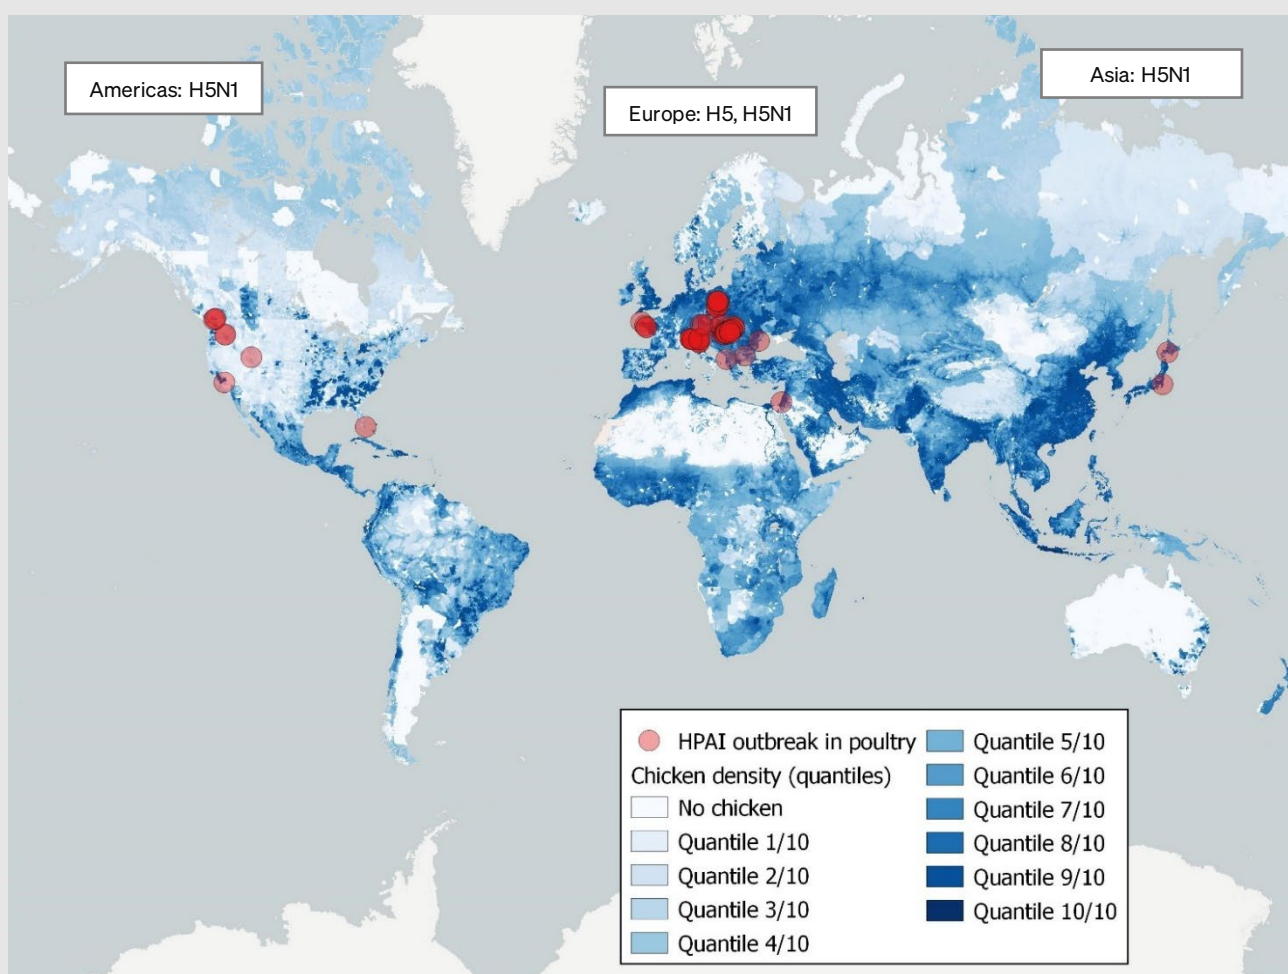 Americas: H5N1
Europe: H5, H5N1
Asia: H5N1
HPAI outbreak in poultry
Chicken density (quantiles)
No chicken
Quantile 1/10
Quantile 2/10
Quantile 3/10
Quantile 4/10
Quantile 5/10
Quantile 6/10
Quantile 7/10
Quantile 8/10
Quantile 9/10
Quantile 10/10